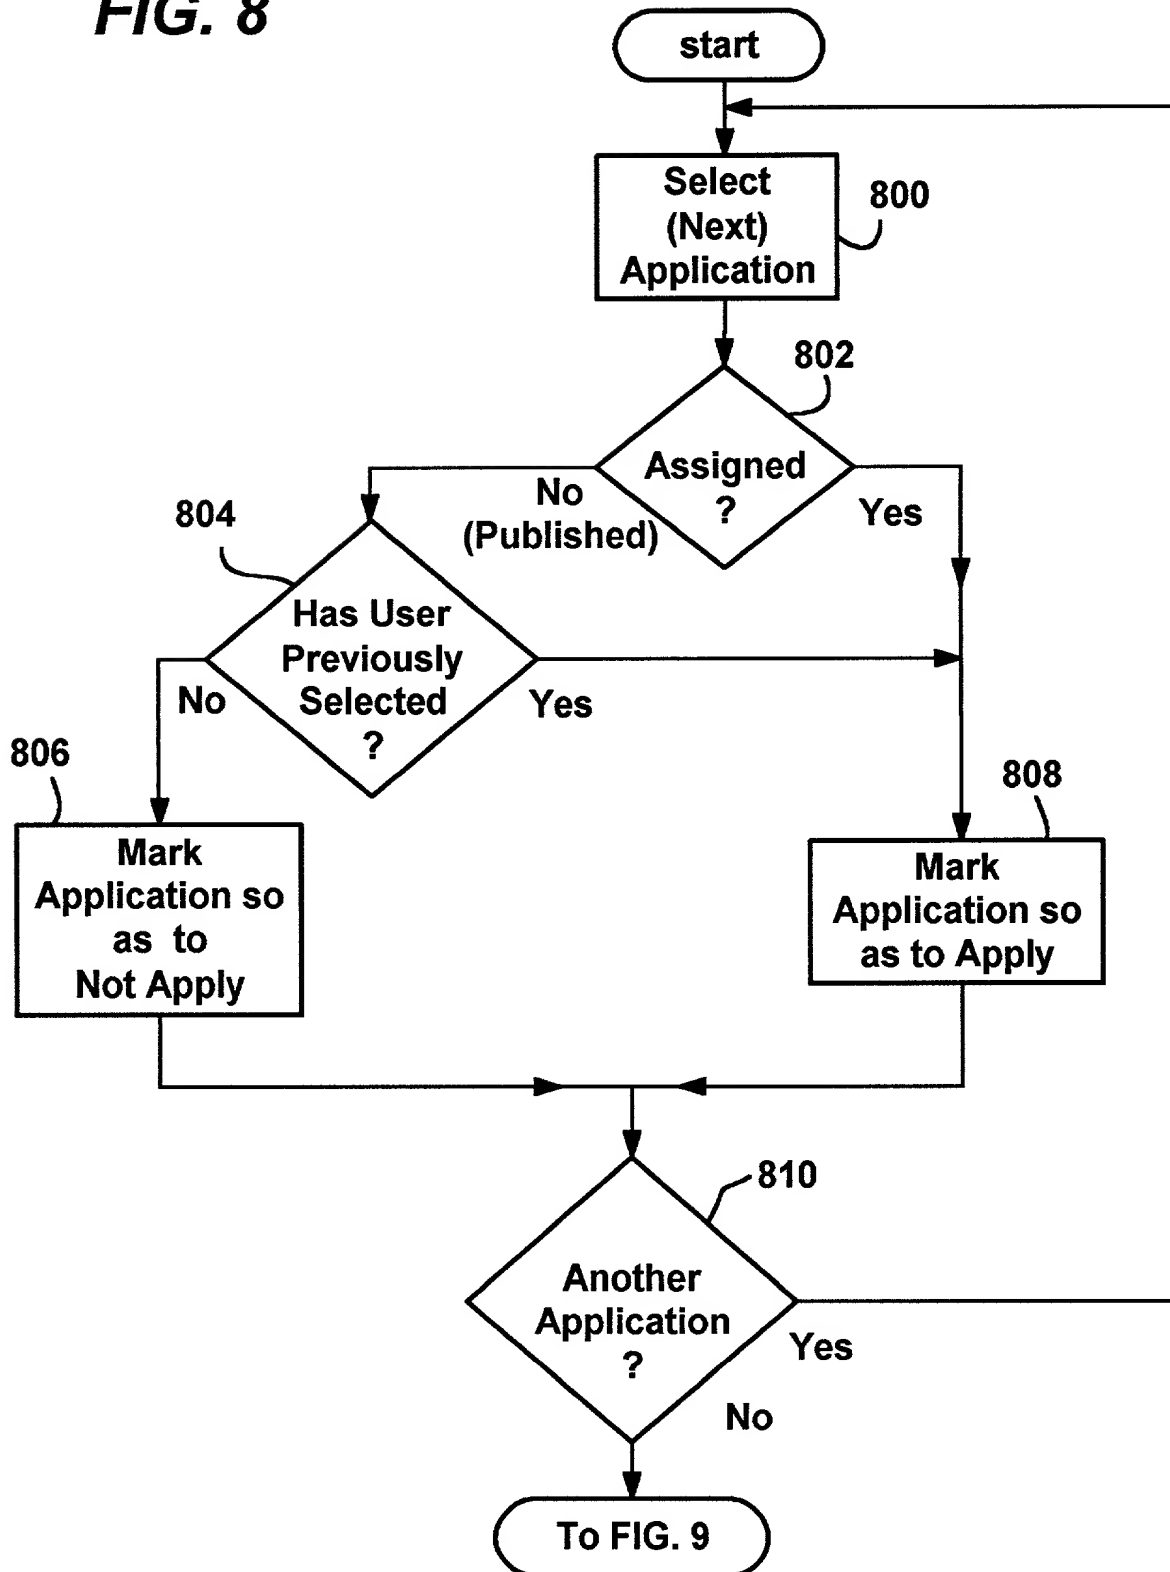 FIG. 8
start
Select
(Next)
Application
800
802
Assigned
?
No
(Published)
Yes
804
Has User
Previously
Selected
?
No
Yes
806
Mark
Application so
as to
Not Apply
808
Mark
Application so
as to Apply
810
Another
Application
?
Yes
No
To FIG. 9